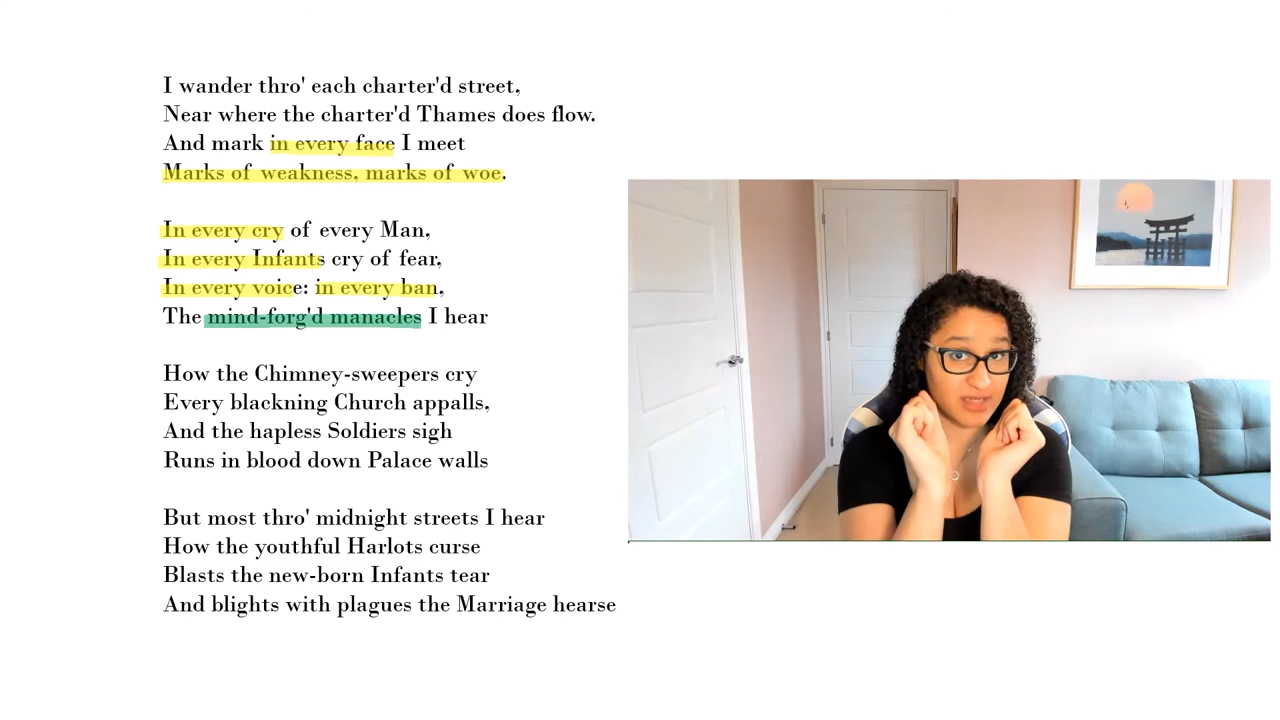 I wander thro' each charter'd street,
Near where the charter'd Thames does flow.
And mark in every face I meet
Marks of weakness, marks of woe.
In every cry of every Man,
In every Infants cry of fear,
In every voice: in every ban,
The mind-forg'd manacles I hear
How the Chimney-sweepers cry
Every blackning Church appalls,
And the hapless Soldiers sigh
Runs in blood down Palace walls
But most thro' midnight streets I hear
How the youthful Harlots curse
Blasts the new-born Infants tear
And blights with plagues the Marriage hearse